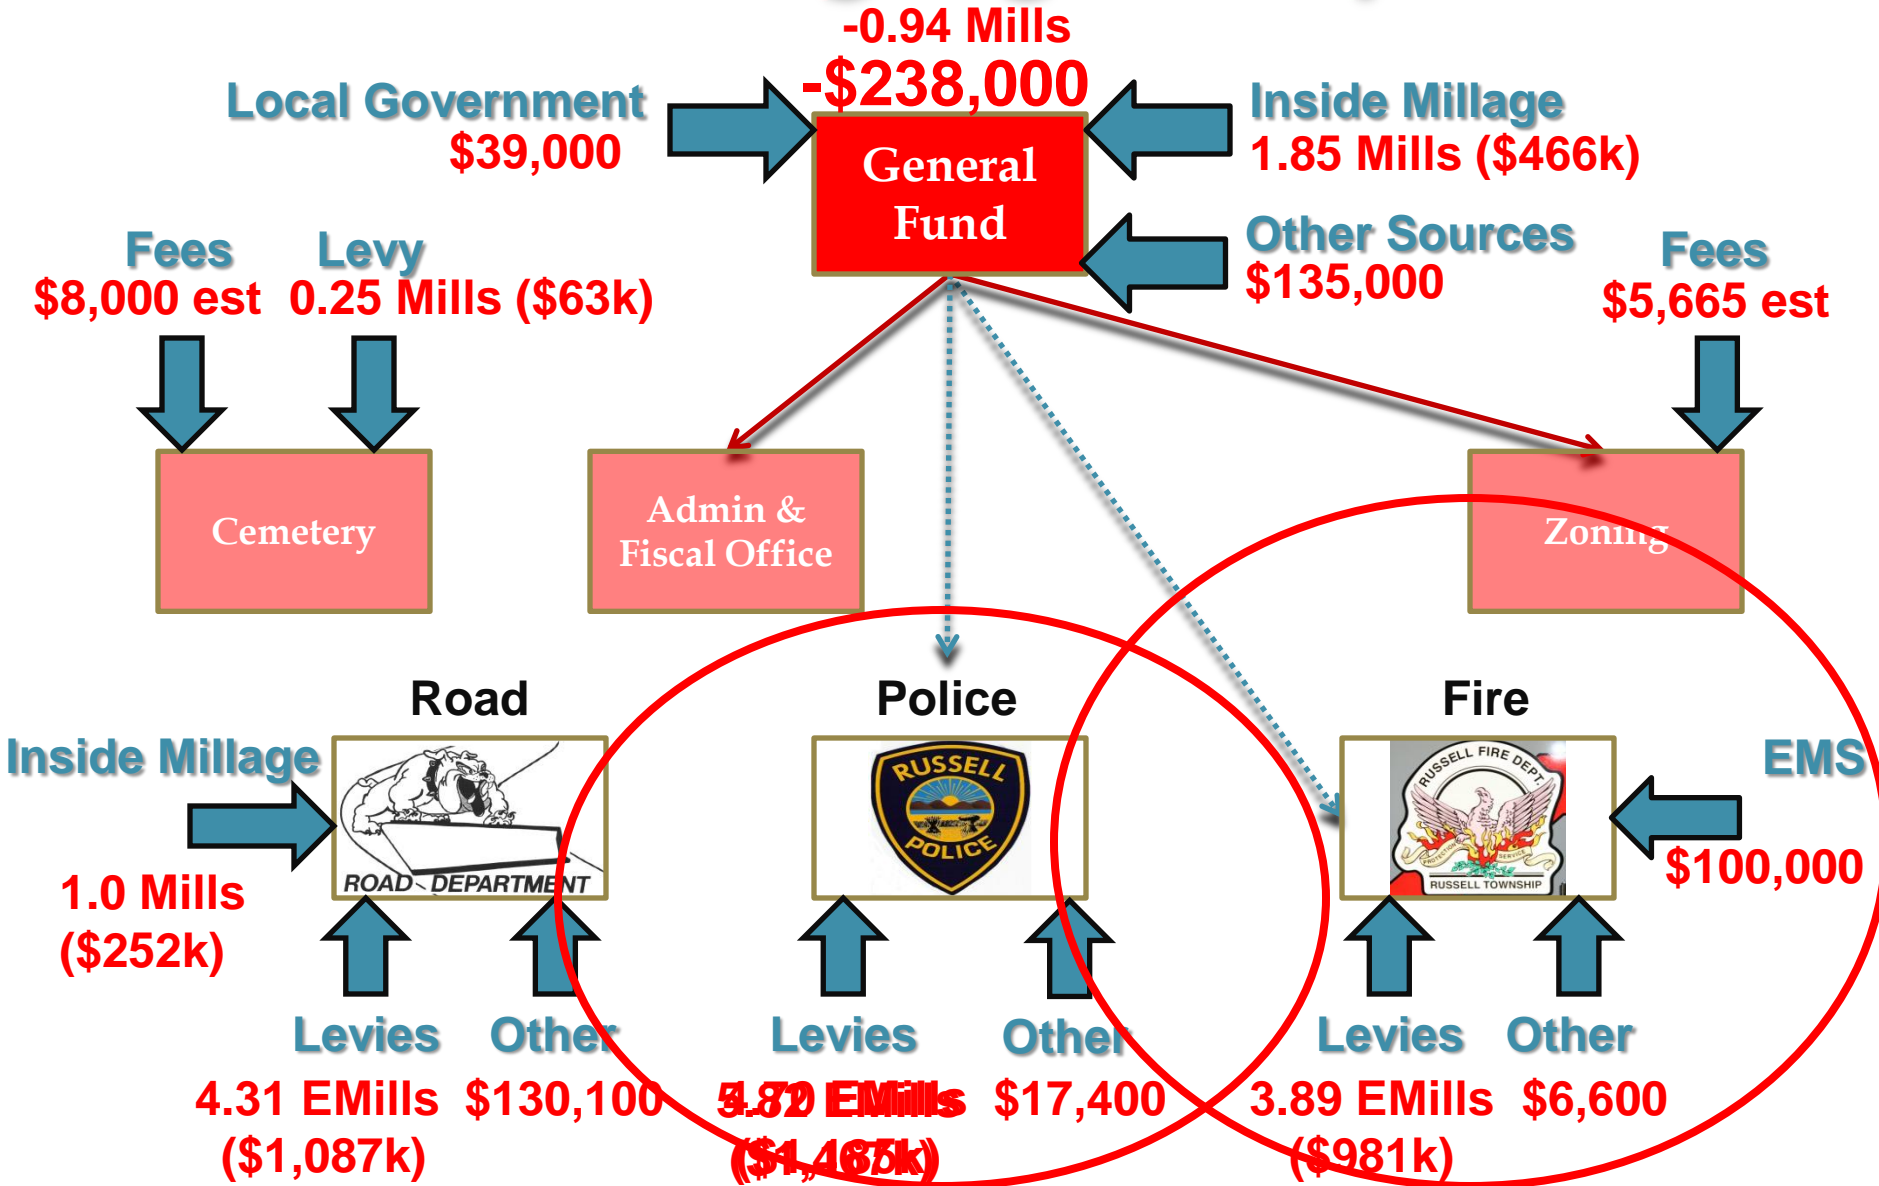 -0.94 Mills
-$238,000
Local Government
$39,000
General
Fund
Inside Millage
1.85 Mills ($466k)
Other Sources
$135,000
Fees
$8,000 est
Levy
0.25 Mills ($63k)
Fees
$5,665 est
Cemetery
Admin &
Fiscal Office
Zoning
Road
Police
Fire
Inside Millage
1.0 Mills
($252k)
ROAD DEPARTMENT
RUSSELL
POLICE
RUSSELL FIRE DEPT.
PROTECTION
SERVICE
RUSSELL TOWNSHIP
EMS
$100,000
Levies
4.31 EMills
($1,087k)
Other
$130,100
Levies
EMills
Other
$17,400
Levies
3.89 EMills
($981k)
Other
$6,600